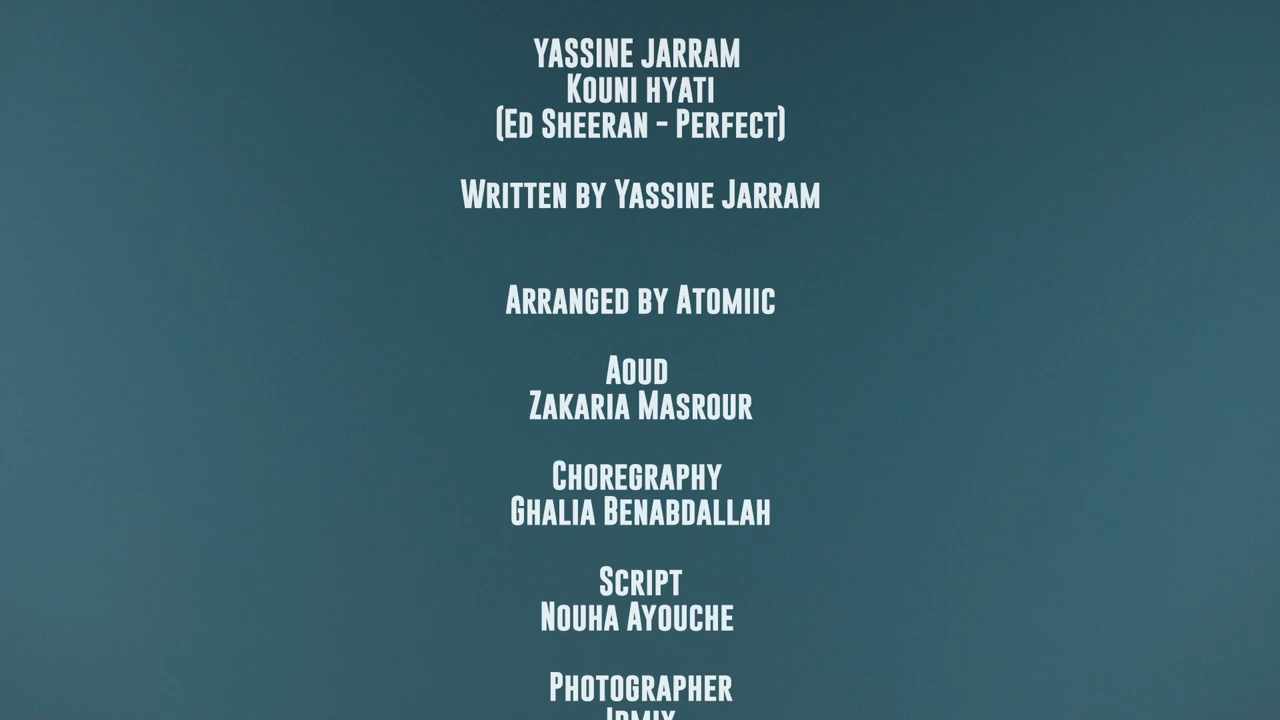 YASSINE JARRAM
KOUNI HYATI
(ED SHEERAN - PERFECT)
WRITTEN BY YASSINE JARRAM
ARRANGED BY ATOMIIC
AOUD
ZAKARIA MASROUR
CHOREGRAPHY
GHALIA BENABDALLAH
SCRIPT
NOUHA AYOUCHE
PHOTOGRAPHER